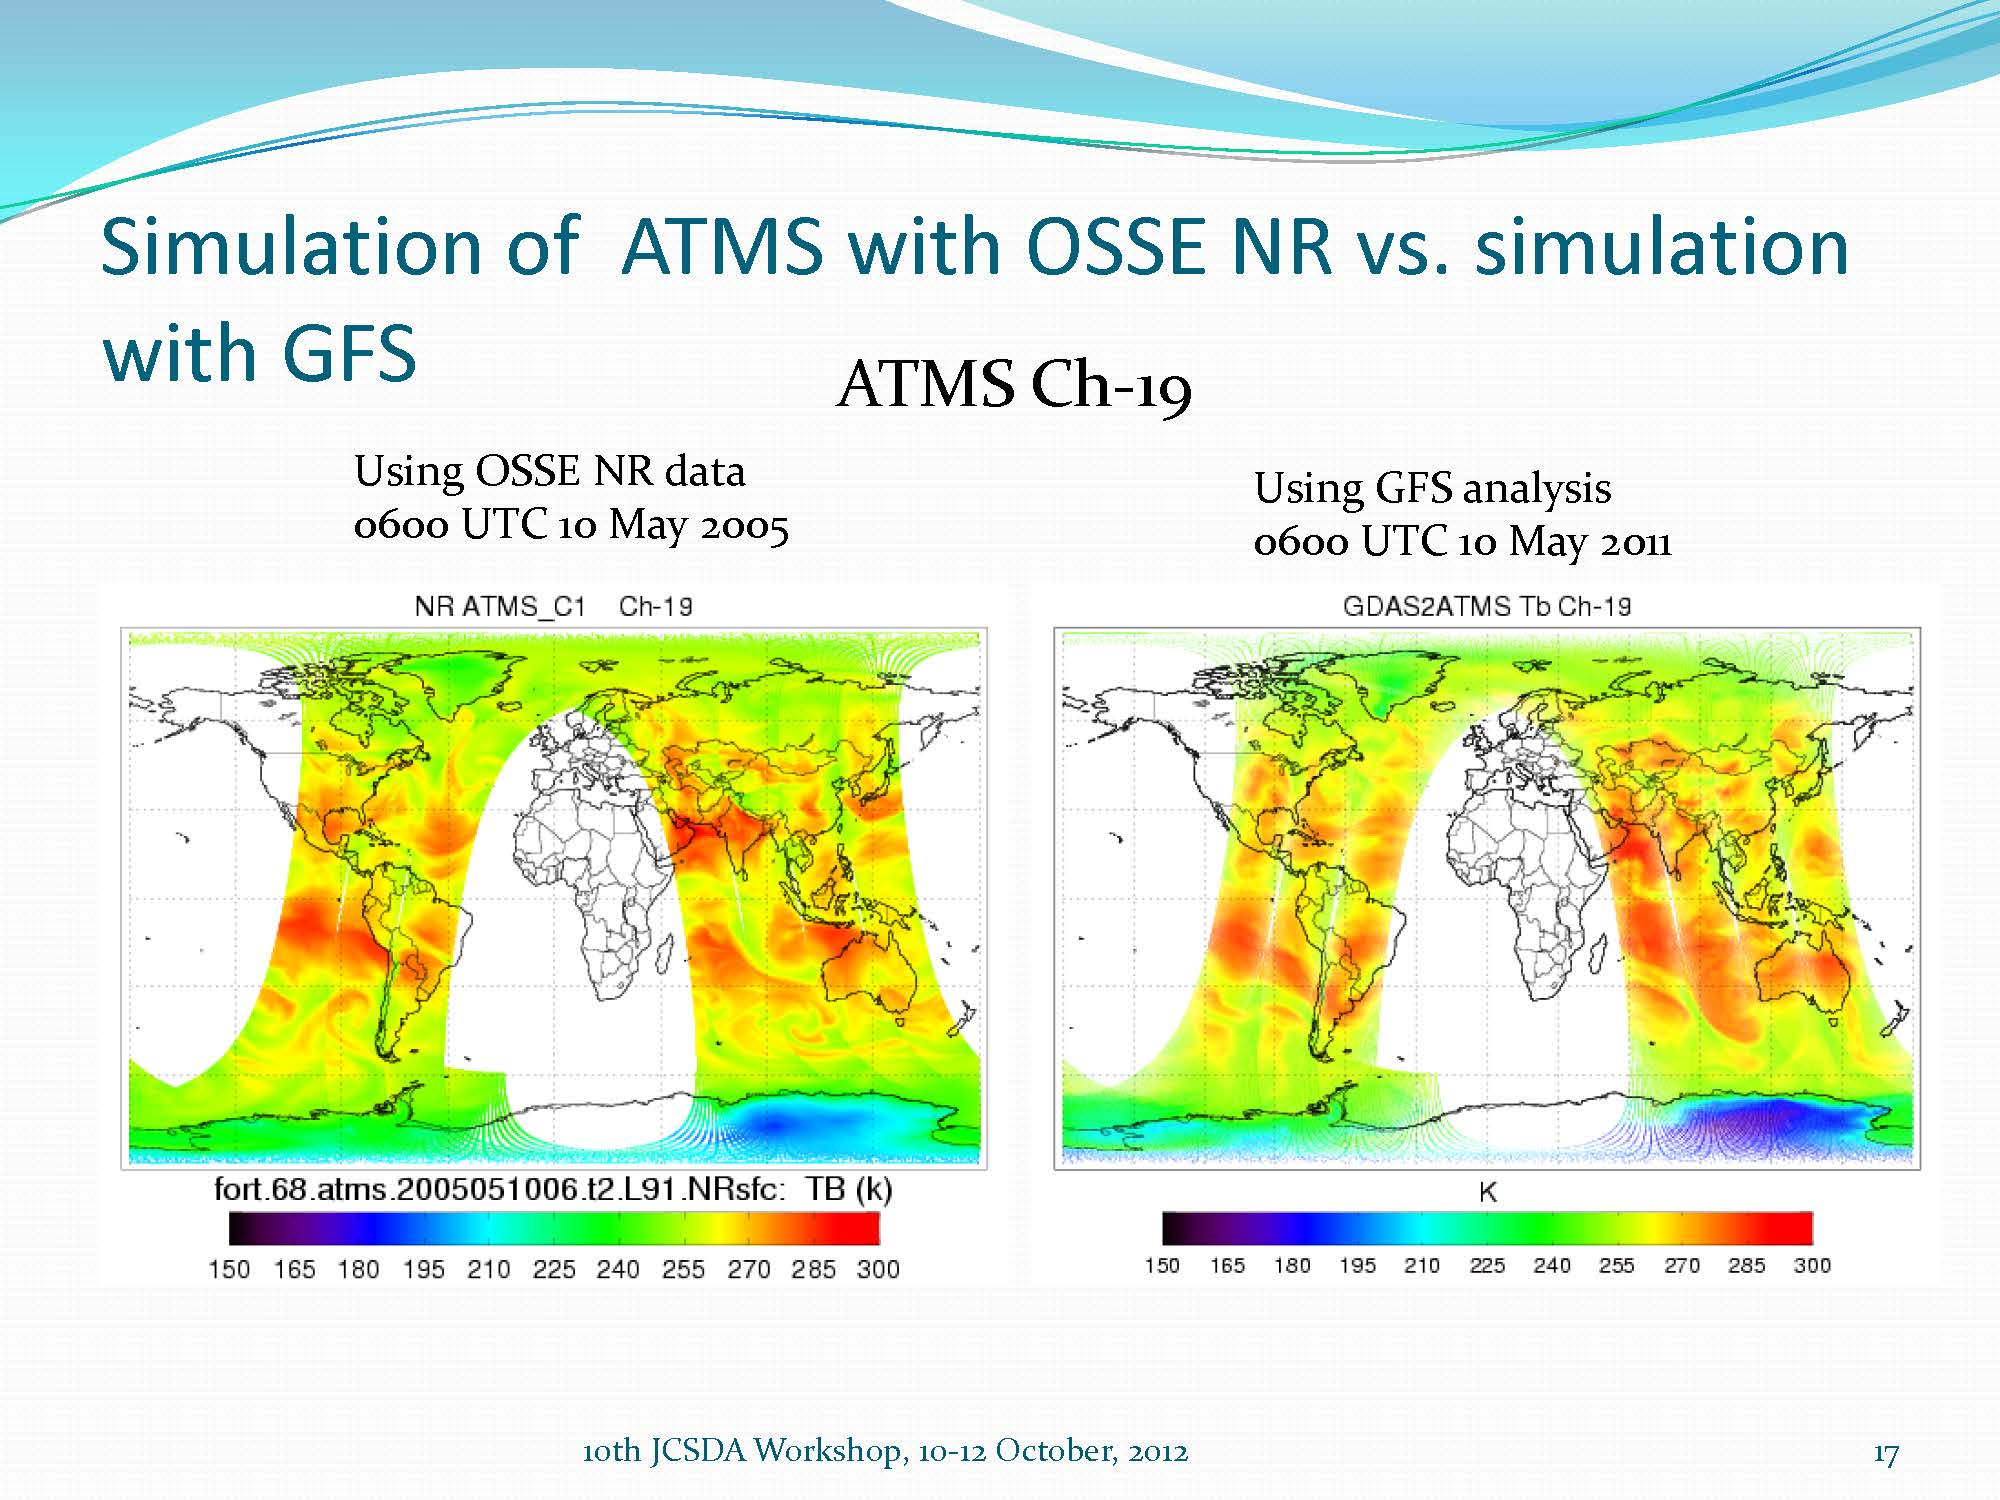 Simulation of ATMS with OSSE NR vs. simulation
with GFS
ATMS Ch-19
Using OSSE NR data
0600 UTC 10 May 2005
Using GFS analysis
0600 UTC 10 May 2011
NR ATMS_C1 Ch-19
GDAS2ATMS Tb Ch-19
fort.68.atms.2005051006.t2.L91.NRsfc: TB (k)
150 165 180 195 210 225 240 255 270 285 300
K
150 165 180 195 210 225 240 255 270 285 300
10th JCSDA Workshop, 10-12 October, 2012
17